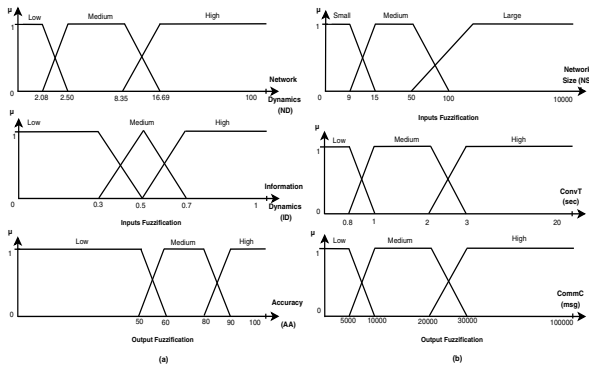 µ
Low
Medium
High
1
0
2.08
2.50
8.35
16.69
100
Network
Dynamics
(ND)
µ
Low
Medium
High
1
0
0.3
0.5
0.7
1
Information
Dynamics
(ID)
Inputs Fuzzification
µ
Low
Medium
High
1
0
50
60
80
90
100
Accuracy
(AA)
Output Fuzzification
(a)
µ
Small
Medium
Large
1
0
9
15
50
100
10000
Network
Size (NS
Inputs Fuzzification
µ
Low
Medium
High
1
0
0.8
1
2
3
20
ConvT
(sec)
µ
Low
Medium
High
1
0
5000
10000
20000
30000
100000
CommC
(msg)
Output Fuzzification
(b)